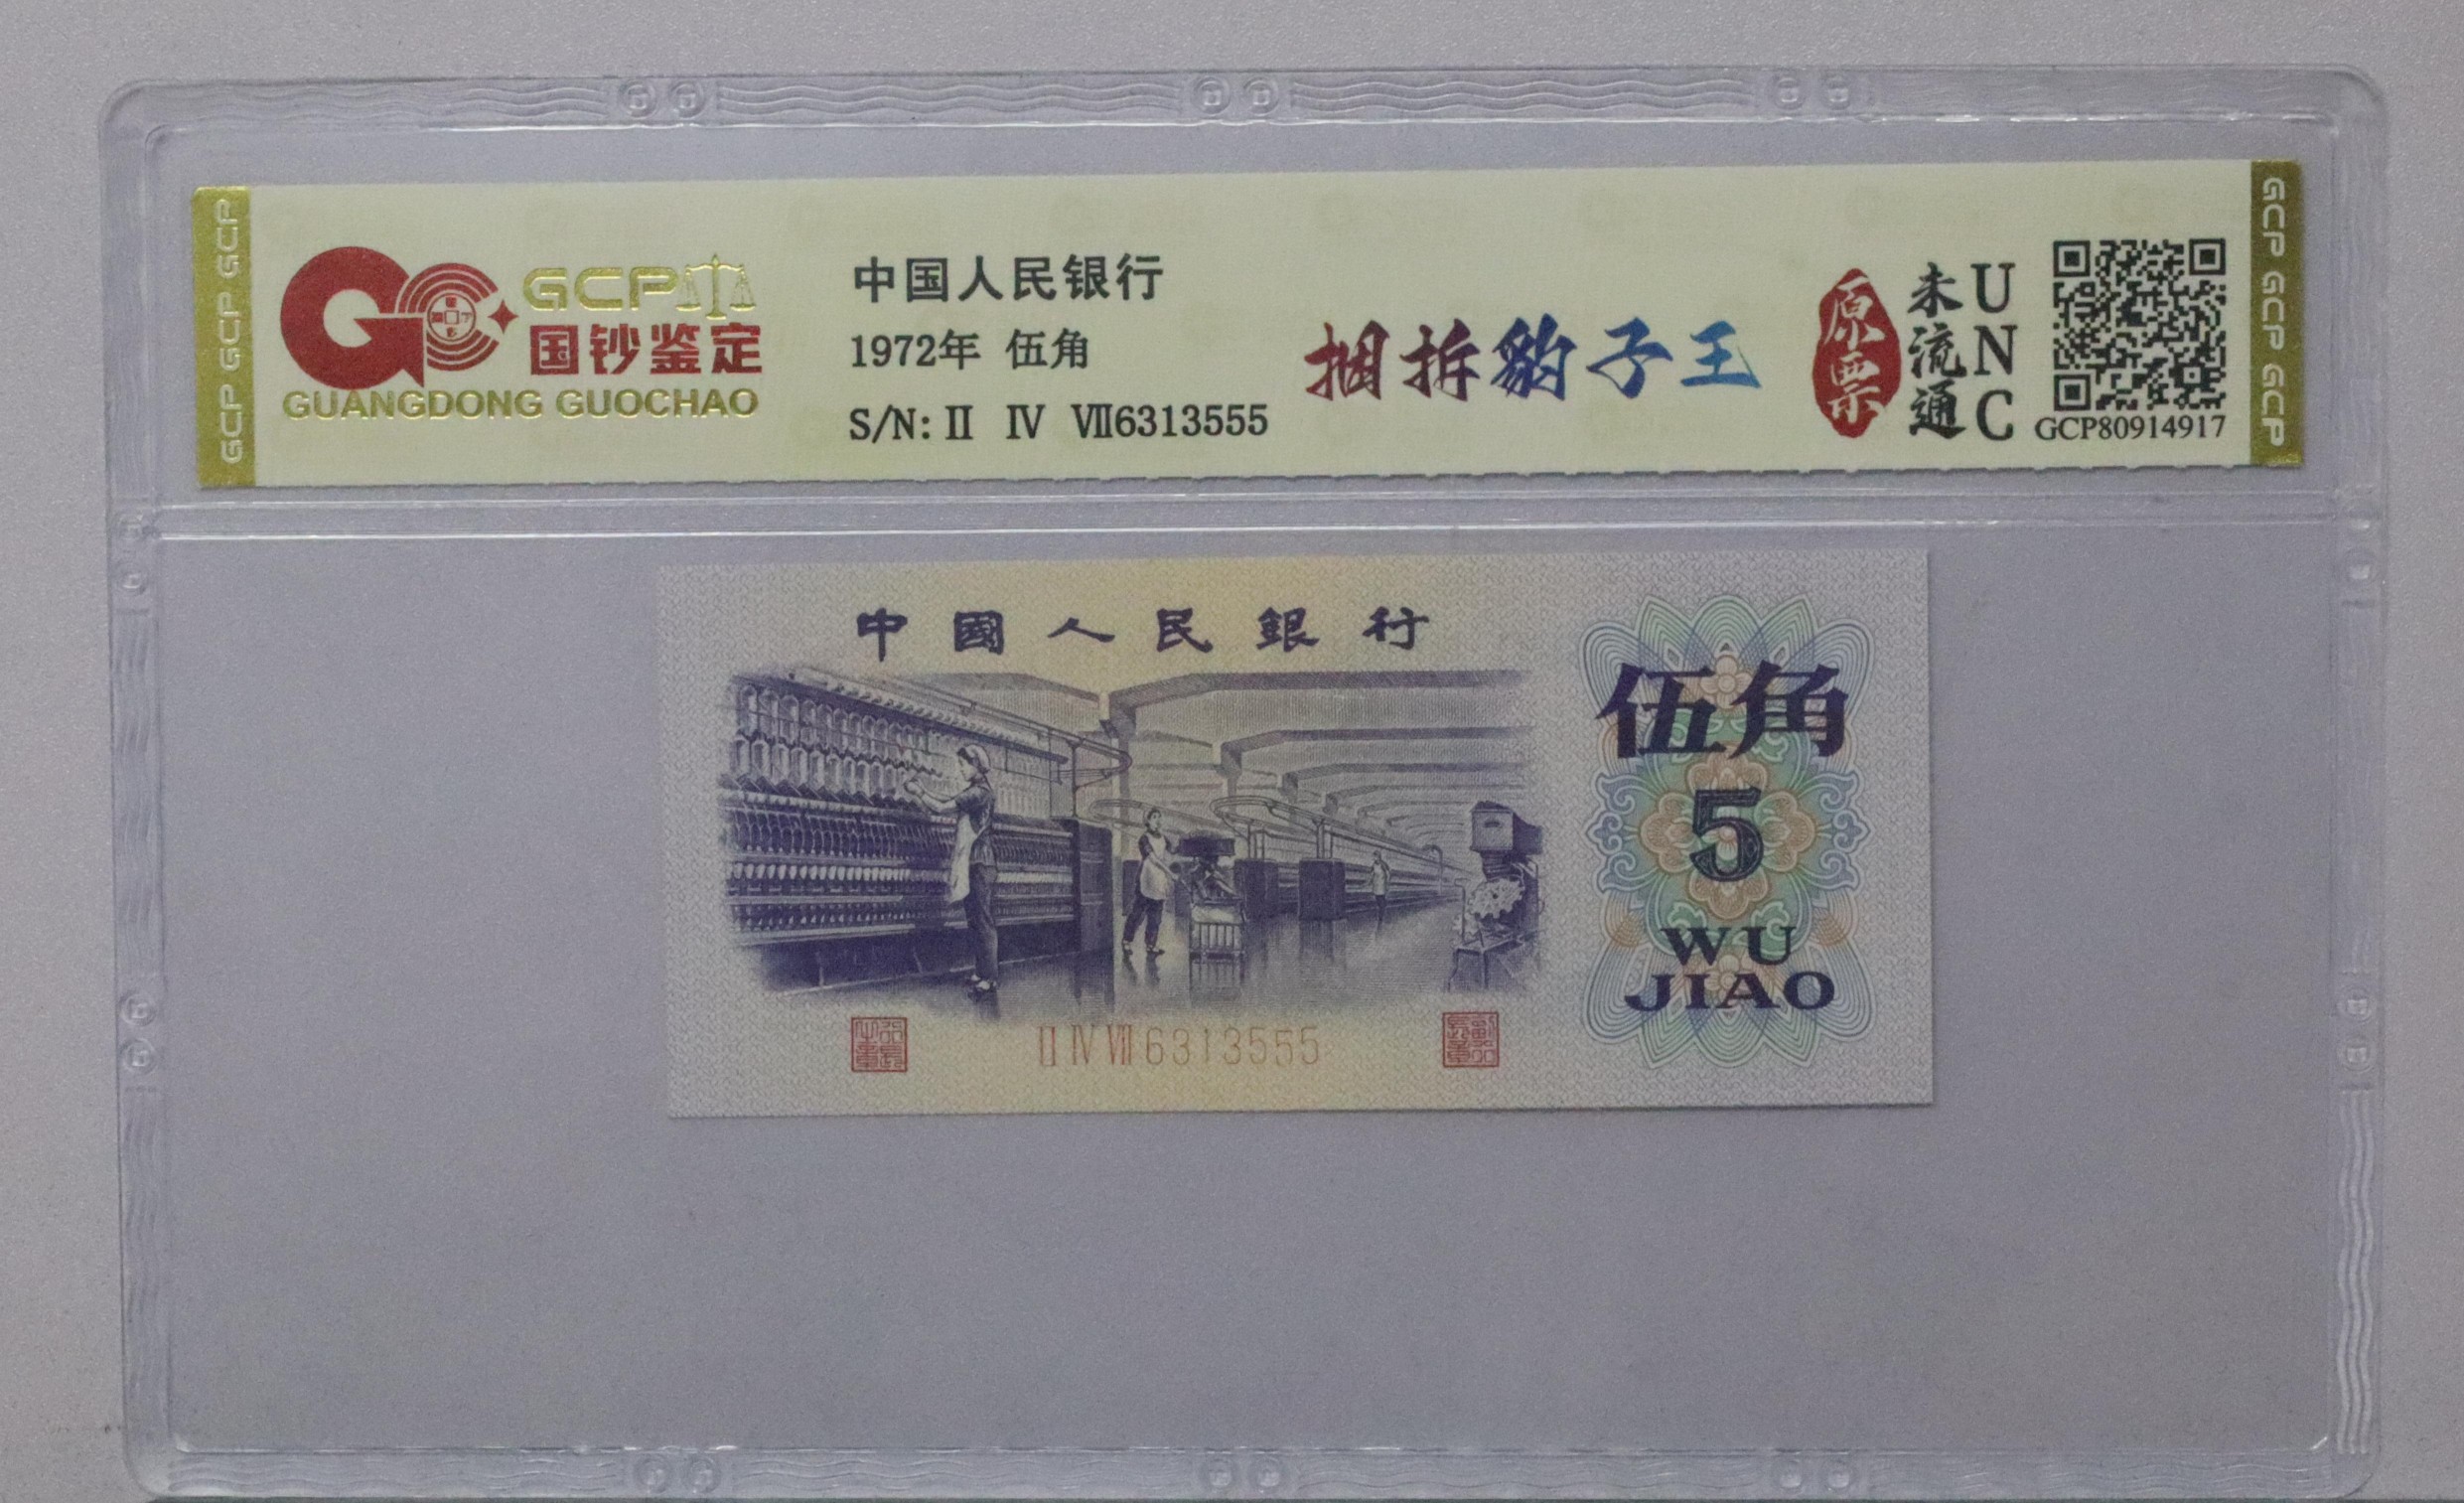 GCP GCP GCP
GCP
国钞鉴定
GUANGDONG GUOCHAO
中国人民银行
1972年 伍角
S/N: II IV VII6313555
捆拆豹子王
原票
未流通
UNC
GCP80914917
GCP GCP GCP
中國人民銀行
伍角
5
WU
JIAO
II IV VII 6313555